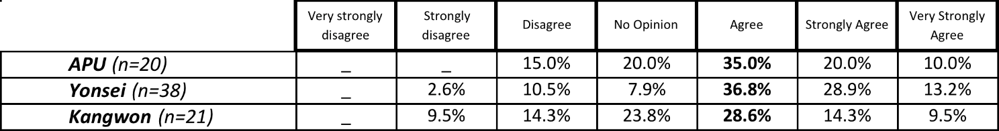 Very strongly disagree Strongly disagree Disagree No Opinion Agree Strongly Agree Very Strongly Agree
APU (n=20) _ _ 15.0% 20.0% 35.0% 20.0% 10.0%
Yonsei (n=38) _ 2.6% 10.5% 7.9% 36.8% 28.9% 13.2%
Kangwon (n=21) _ 9.5% 14.3% 23.8% 28.6% 14.3% 9.5%